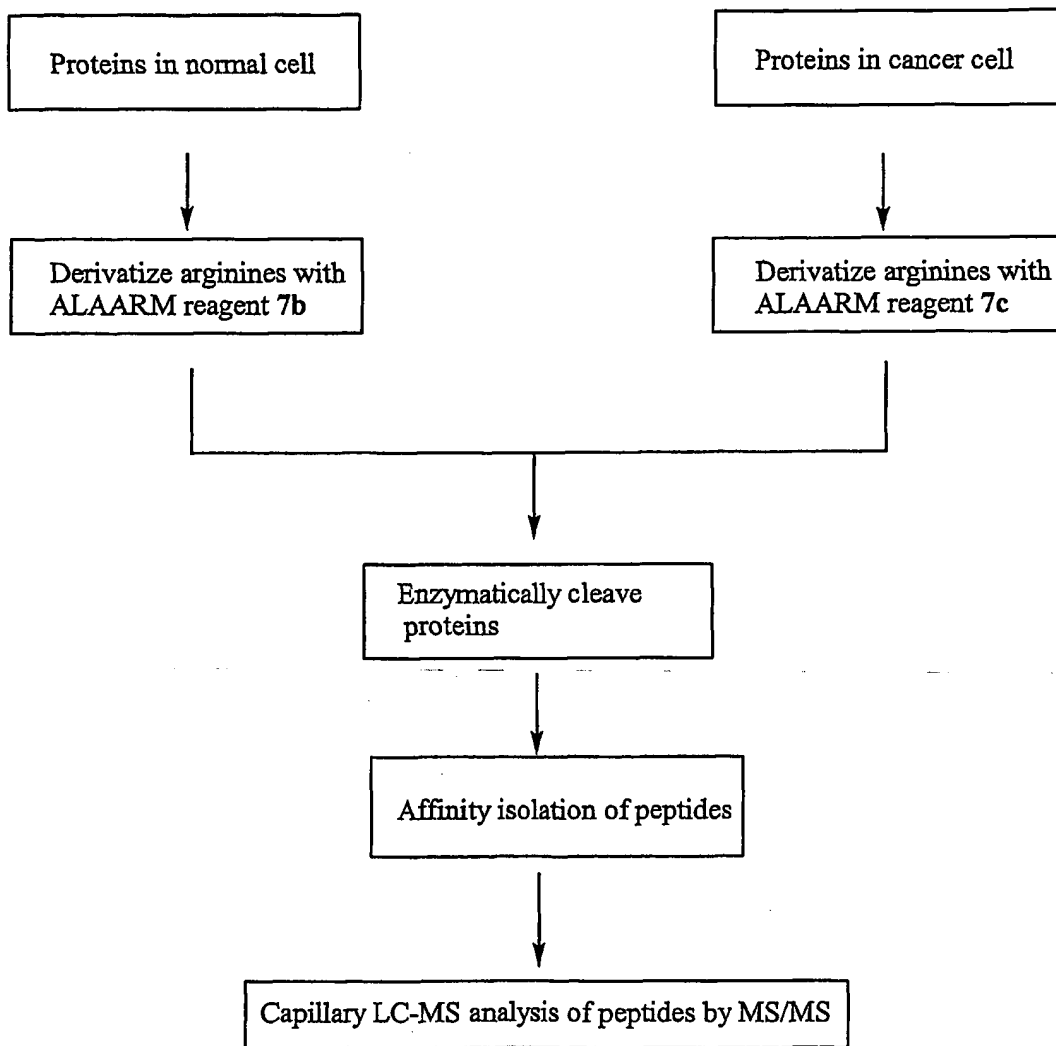 Proteins in normal cell
Proteins in cancer cell
Derivatize arginines with
ALAARM reagent 7b
Derivatize arginines with
ALAARM reagent 7c
Enzymatically cleave
proteins
Affinity isolation of peptides
Capillary LC-MS analysis of peptides by MS/MS